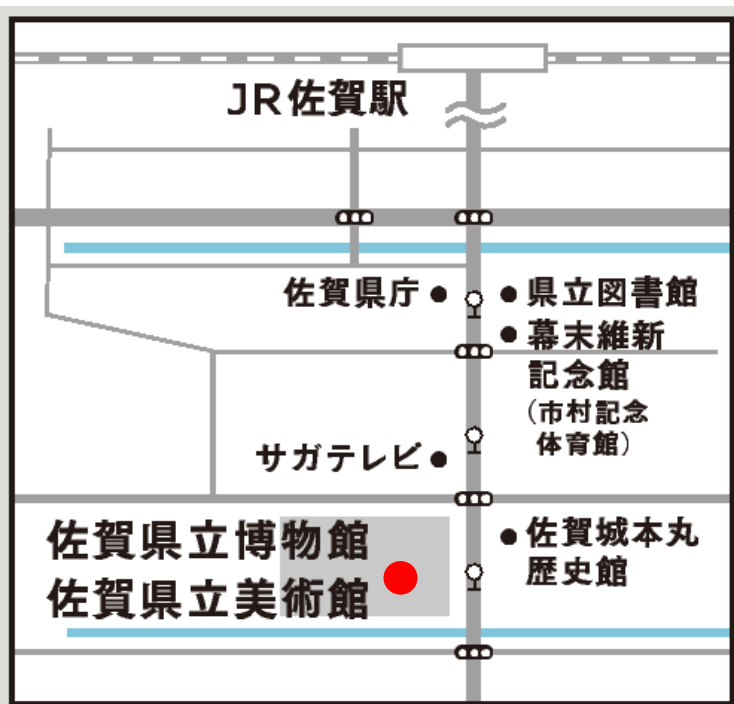 JR佐賀駅
佐賀県庁
県立図書館
幕末維新
記念館
(市村記念
体育館)
サガテレビ
佐賀県立博物館
佐賀県立美術館
佐賀城本丸
歴史館